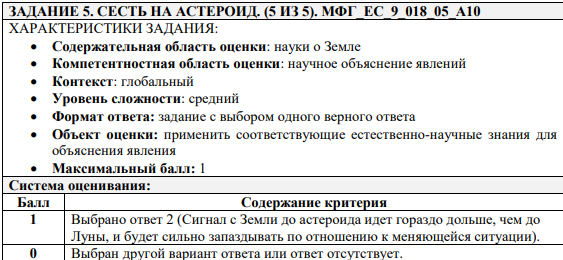 ЗАДАНИЕ 5. СЕСТЬ НА АСТЕРОИД. (5 ИЗ 5). МФГ_ЕС_9_018_05_А10
ХАРАКТЕРИСТИКИ ЗАДАНИЯ:
• Содержательная область оценки: науки о Земле
• Компетентностная область оценки: научное объяснение явлений
• Контекст: глобальный
• Уровень сложности: средний
• Формат ответа: задание с выбором одного верного ответа
• Объект оценки: применить соответствующие естественно-научные знания для
объяснения явления
• Максимальный балл: 1
Система оценивания:
Балл Содержание критерия
1 Выбрано ответ 2 (Сигнал с Земли до астероида идет гораздо дольше, чем до
Луны, и будет сильно запаздывать по отношению к меняющейся ситуации).
0 Выбран другой вариант ответа или ответ отсутствует.